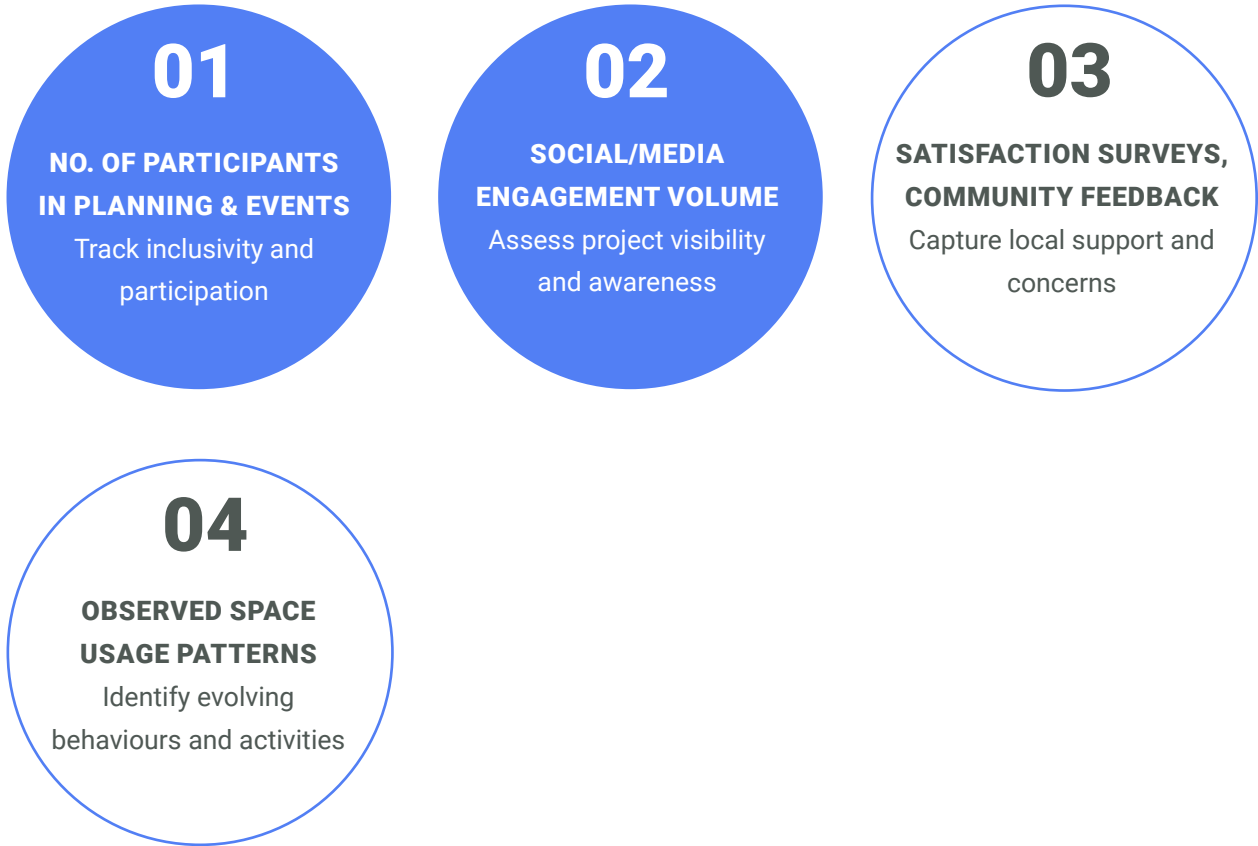 01
NO. OF PARTICIPANTS
IN PLANNING & EVENTS
Track inclusivity and
participation
02
SOCIAL/MEDIA
ENGAGEMENT VOLUME
Assess project visibility
and awareness
03
SATISFACTION SURVEYS,
COMMUNITY FEEDBACK
Capture local support and
concerns
04
OBSERVED SPACE
USAGE PATTERNS
Identify evolving
behaviours and activities